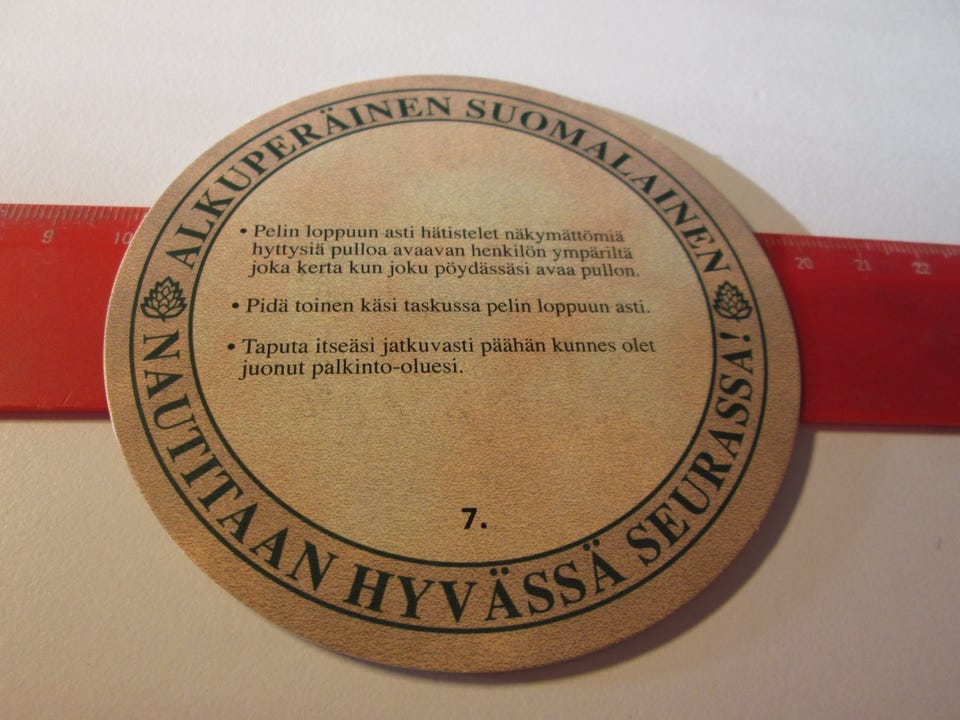 ALKUPERÄINEN SUOMALAINEN
• Pelin loppuun asti hätistelet näkymättömiä
hyttysiä pulloa avaavan henkilön ympäriltä
joka kerta kun joku pöydässäsi avaa pullon.
• Pidä toinen käsi taskussa pelin loppuun asti.
• Taputa itseäsi jatkuvasti päähän kunnes olet
juonut palkinto-oluesi.
7.
NAUTITAAN HYVÄSSÄ SEURASSA!
9 10 20 21 22